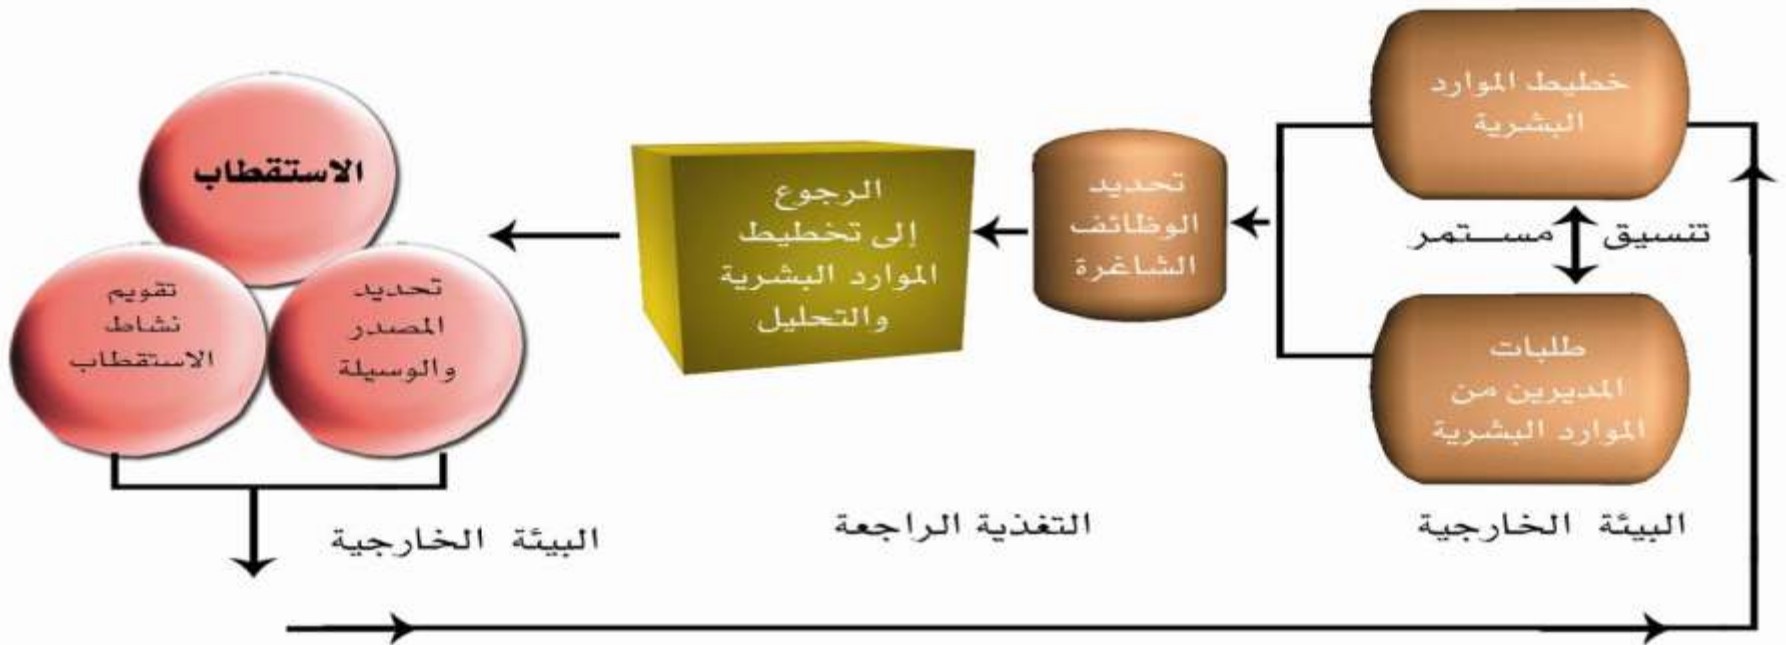 خطيط الموارد
البشرية
تنسيق مستمر
طلبات
المديرين من
الموارد البشرية
البيئة الخارجية
تحديد
الوظائف
الشاغرة
الرجوع
إلى تخطيط
الموارد البشرية
والتحليل
التغذية الراجعة
الاستقطاب
تحديد
المصدر
والوسيلة
تقويم
نشاط
الاستقطاب
البيئة الخارجية